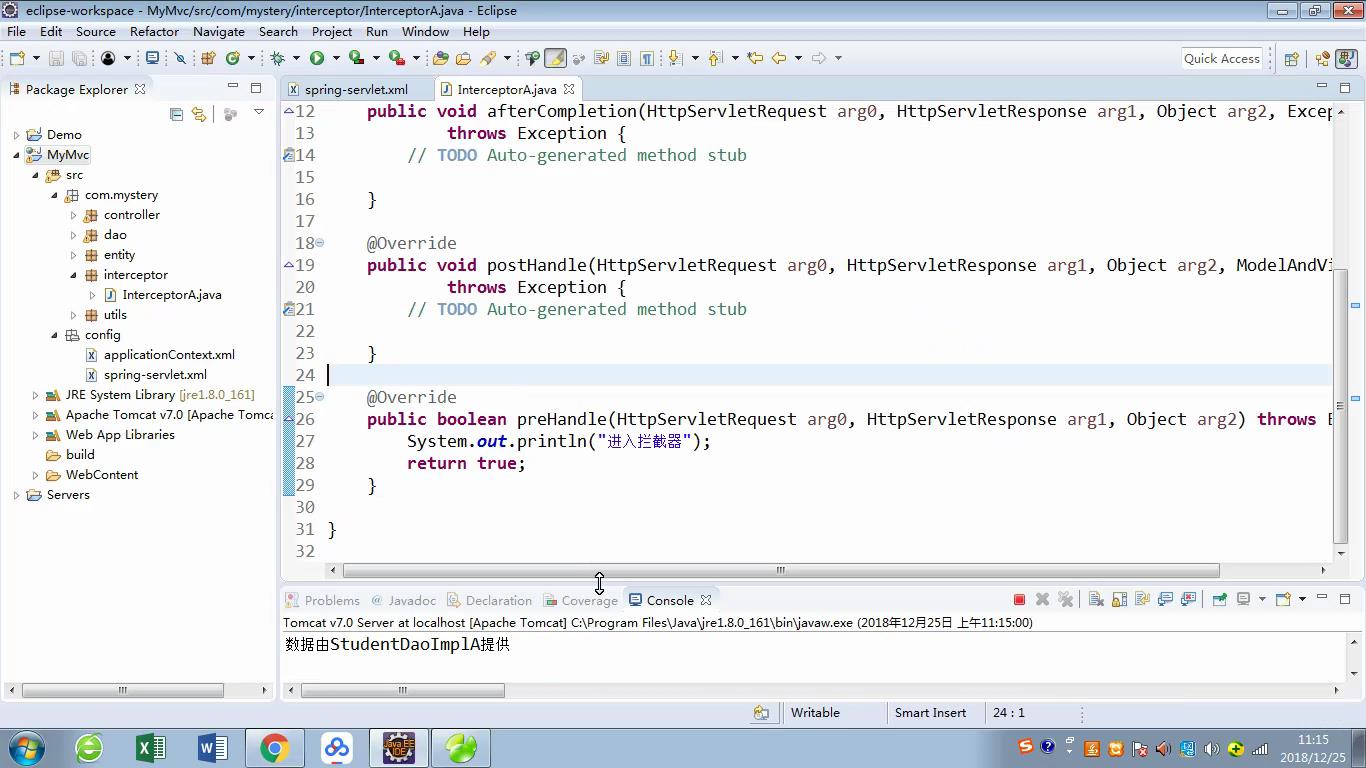 eclipse-workspace - MyMvc/src/com/mystery/interceptor/InterceptorA.java - Eclipse
File Edit Source Refactor Navigate Search Project Run Window Help
Quick Access
Package Explorer
Demo
MyMvc
src
com.mystery
controller
dao
entity
interceptor
InterceptorA.java
utils
config
applicationContext.xml
spring-servlet.xml
JRE System Library [jre1.8.0_161]
Apache Tomcat v7.0 [Apache Tomca
Web App Libraries
build
WebContent
Servers
spring-servlet.xml InterceptorA.java
12 public void afterCompletion(HttpServletRequest arg0, HttpServletResponse arg1, Object arg2, Excep
13 throws Exception {
14 // TODO Auto-generated method stub
15
16 }
17
18 @Override
19 public void postHandle(HttpServletRequest arg0, HttpServletResponse arg1, Object arg2, ModelAndVi
20 throws Exception {
21 // TODO Auto-generated method stub
22
23 }
24
25 @Override
26 public boolean preHandle(HttpServletRequest arg0, HttpServletResponse arg1, Object arg2) throws E
27 System.out.println("进入拦截器");
28 return true;
29 }
30
31 }
32
Problems @ Javadoc Declaration Coverage Console
Tomcat v7.0 Server at localhost [Apache Tomcat] C:\Program Files\Java\jre1.8.0_161\bin\javaw.exe (2018年12月25日 上午11:15:00)
数据由StudentDaoImplA提供
Writable Smart Insert 24 : 1
Java EE
IDE
11:15
2018/12/25